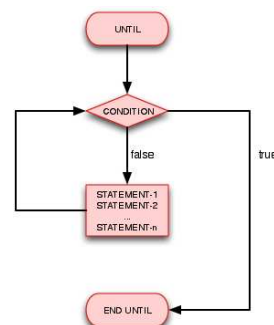 UNTIL
CONDITION
false
true
STATEMENT-1
STATEMENT-2
...
STATEMENT-n
END UNTIL